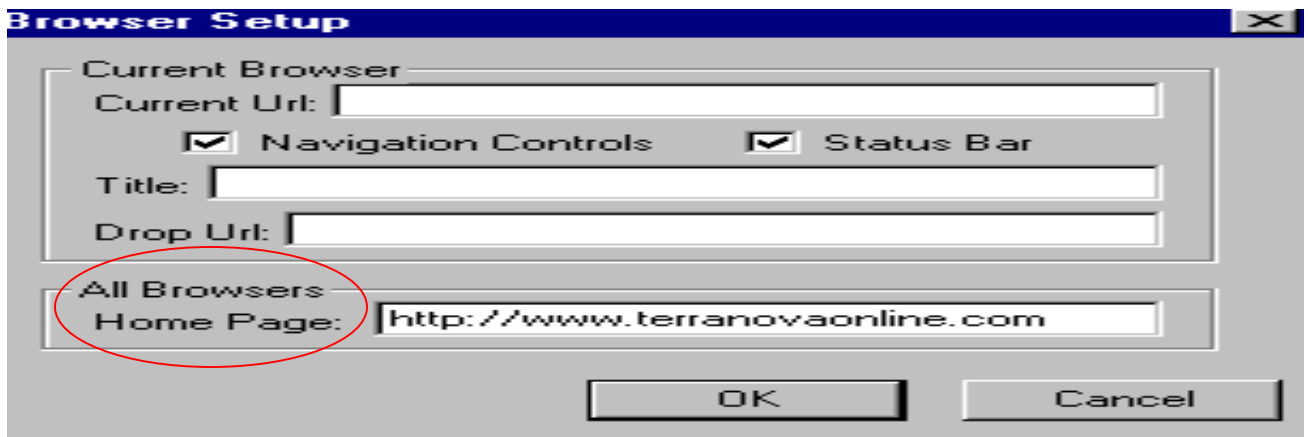 Browser Setup
Current Browser
Current Url:
Navigation Controls Status Bar
Title:
Drop Url:
All Browsers
Home Page: http://www.terranovaonline.com
OK Cancel